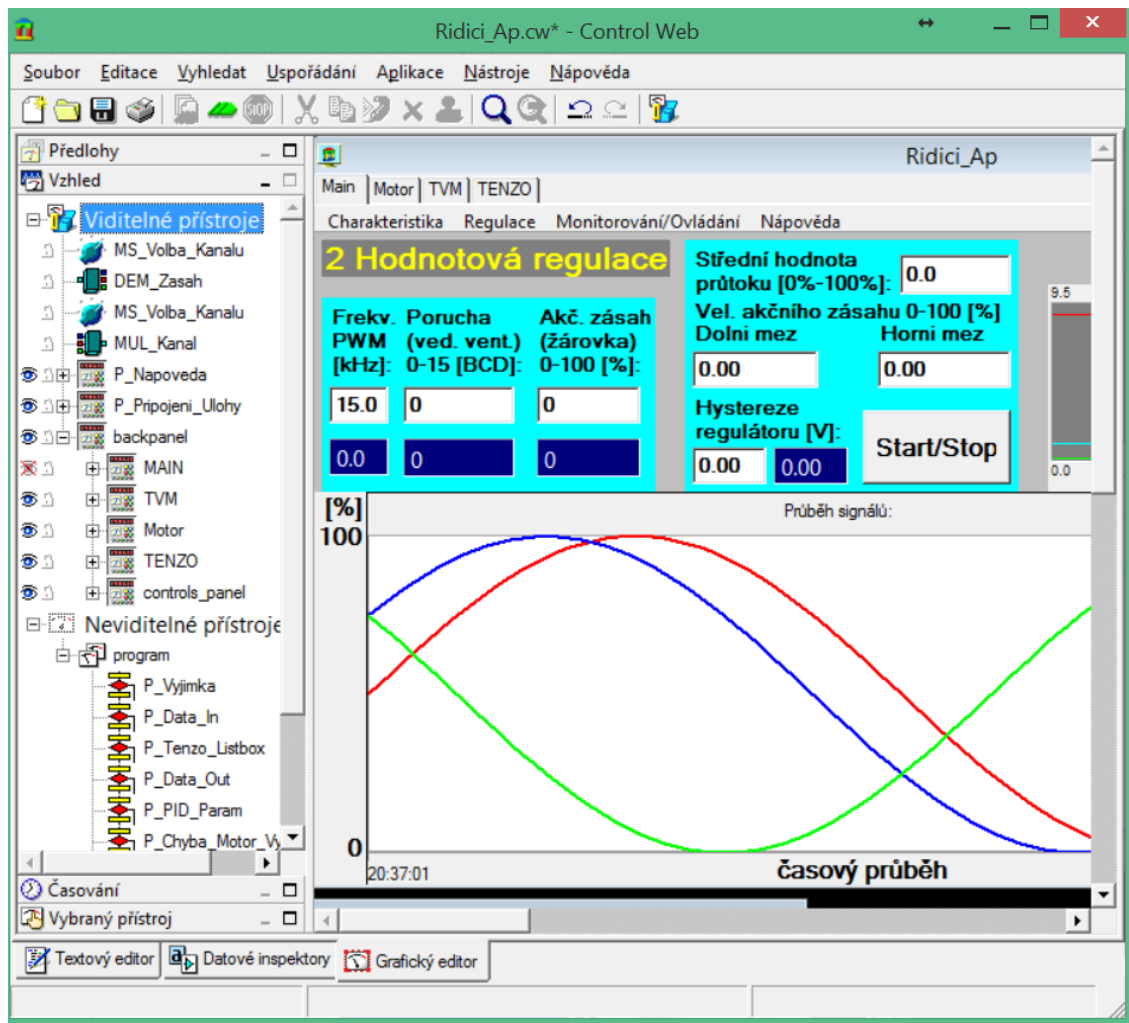 Ridici_Ap.cw* - Control Web
Soubor Editace Vyhledat Uspořádání Aplikace Nástroje Nápověda
STOP
Předlohy
Vzhled
Viditelné přístroje
MS_Volba_Kanalu
DEM_Zasah
MS_Volba_Kanalu
MUL_Kanal
P_Napoveda
P_Pripojeni_Ulohy
backpanel
MAIN
TVM
Motor
TENZO
controls_panel
Neviditelné přístroje
program
P_Vyjimka
P_Data_In
P_Tenzo_Listbox
P_Data_Out
P_PID_Param
P_Chyba_Motor_Vy
Časování
Vybraný přístroj
Ridici_Ap
Main Motor TVM TENZO
Charakteristika Regulace Monitorování/Ovládání Nápověda
2 Hodnotová regulace
Frekv.
PWM
[kHz]:
Porucha
(ved. vent.)
0-15 [BCD]:
Akč. zásah
(žárovka)
0-100 [%]:
15.0 0 0
0.0 0 0
Střední hodnota
průtoku [0%-100%]: 0.0
Vel. akčního zásahu 0-100 [%]
Dolni mez Horni mez
0.00 0.00
Hystereze
regulátoru [V]:
0.00 0.00
Start/Stop
9.5
0.0
[%]
100
0
Průběh signálů:
20:37:01
časový průběh
Textový editor Datové inspektory Grafický editor